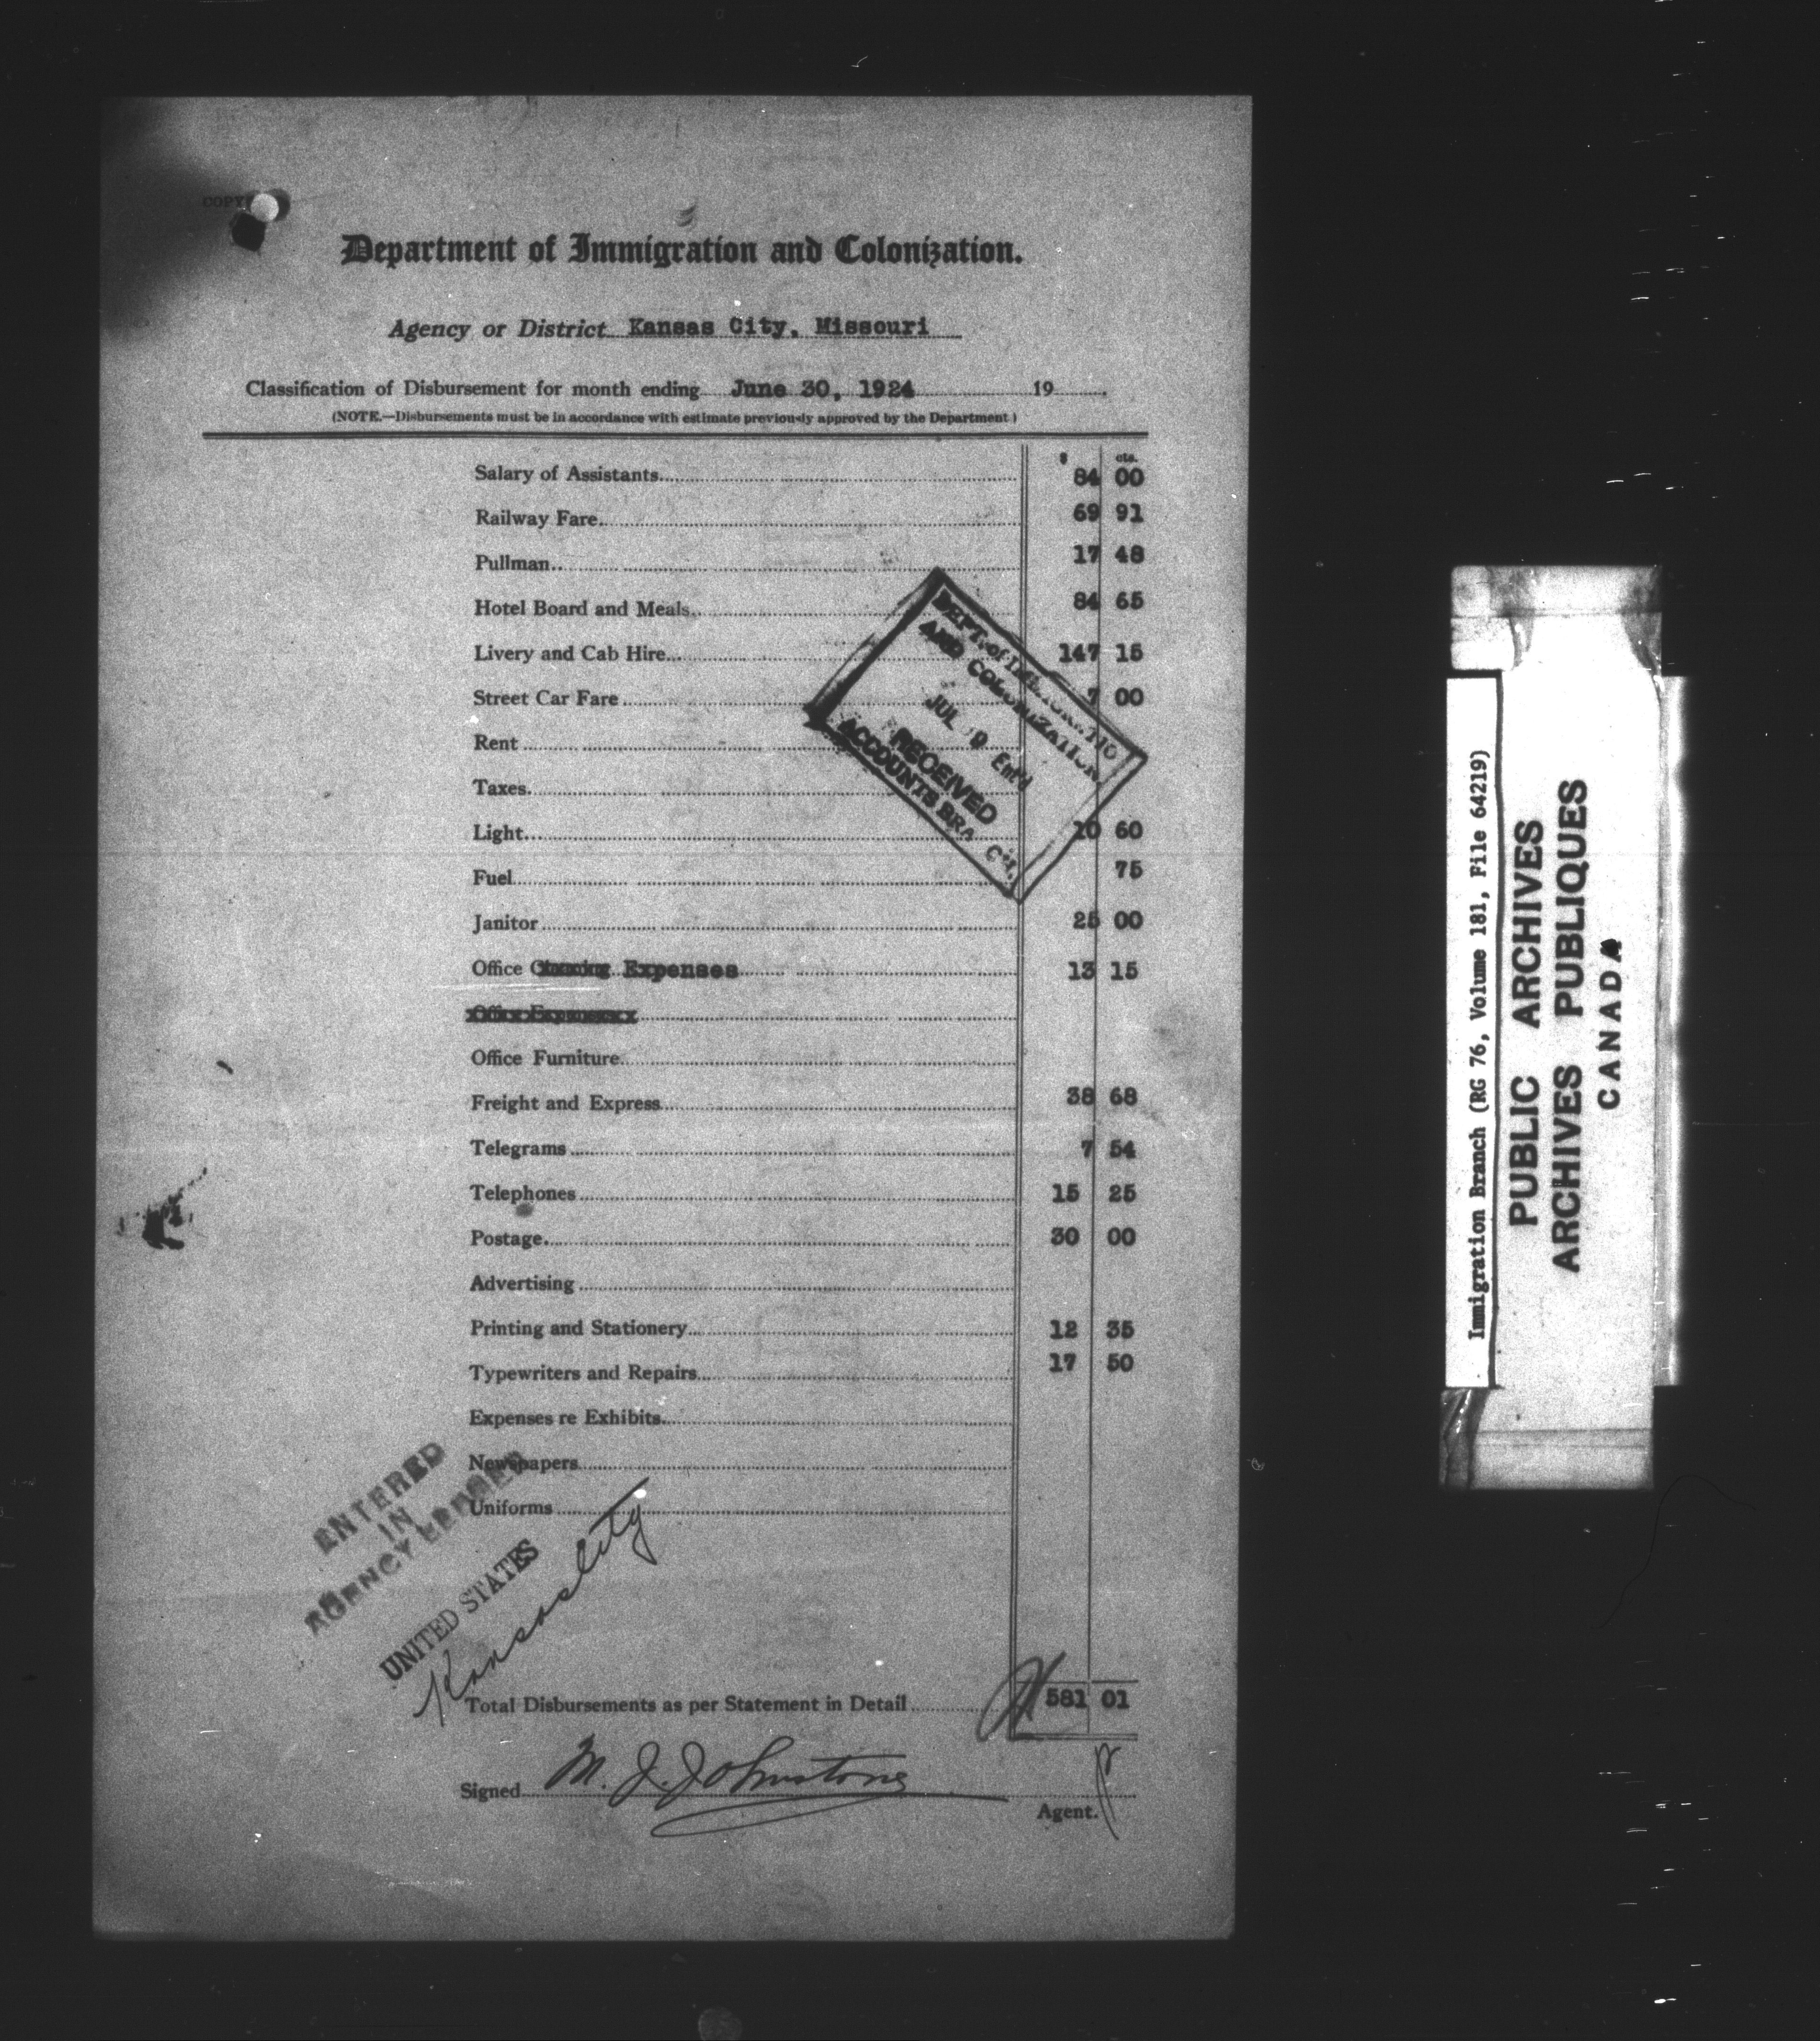 COPY
Department of Immigration and Colonization.
Agency or District Kansas City, Missouri
Classification of Disbursement for month ending June 30, 1924 19
(NOTE.—Disbursements must be in accordance with estimate previously approved by the Department)
$ cts.
Salary of Assistants 84 00
Railway Fare 69 91
Pullman 17 48
Hotel Board and Meals 84 65
Livery and Cab Hire 147 15
Street Car Fare 7 00
Rent
Taxes
Light 10 60
Fuel 75
Janitor 25 00
Office Expenses 13 15
Office Expenses
Office Furniture
Freight and Express 38 68
Telegrams 7 54
Telephones 15 25
Postage 30 00
Advertising
Printing and Stationery 12 35
Typewriters and Repairs 17 50
Expenses re Exhibits
Newspapers
Uniforms
Total Disbursements as per Statement in Detail 581 01
Signed M. J. Johnstone
Agent.
DEPT. of IMMIGRATIO
AND COLONIZATION
JUL 9 Ent'd
RECEIVED
ACCOUNTS BRA CH
ENTERED
IN
AGENCY LEDGER
UNITED STATES
Kansas City
Immigration Branch (RG 76, Volume 181, File 64219)
PUBLIC ARCHIVES
ARCHIVES PUBLIQUES
CANADA